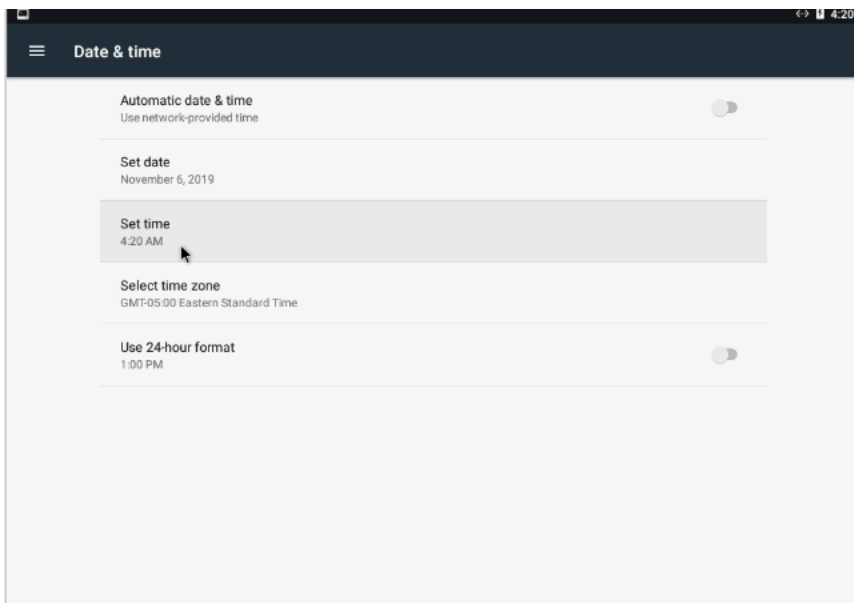 4:20
Date & time
Automatic date & time
Use network-provided time
Set date
November 6, 2019
Set time
4:20 AM
Select time zone
GMT-05:00 Eastern Standard Time
Use 24-hour format
1:00 PM